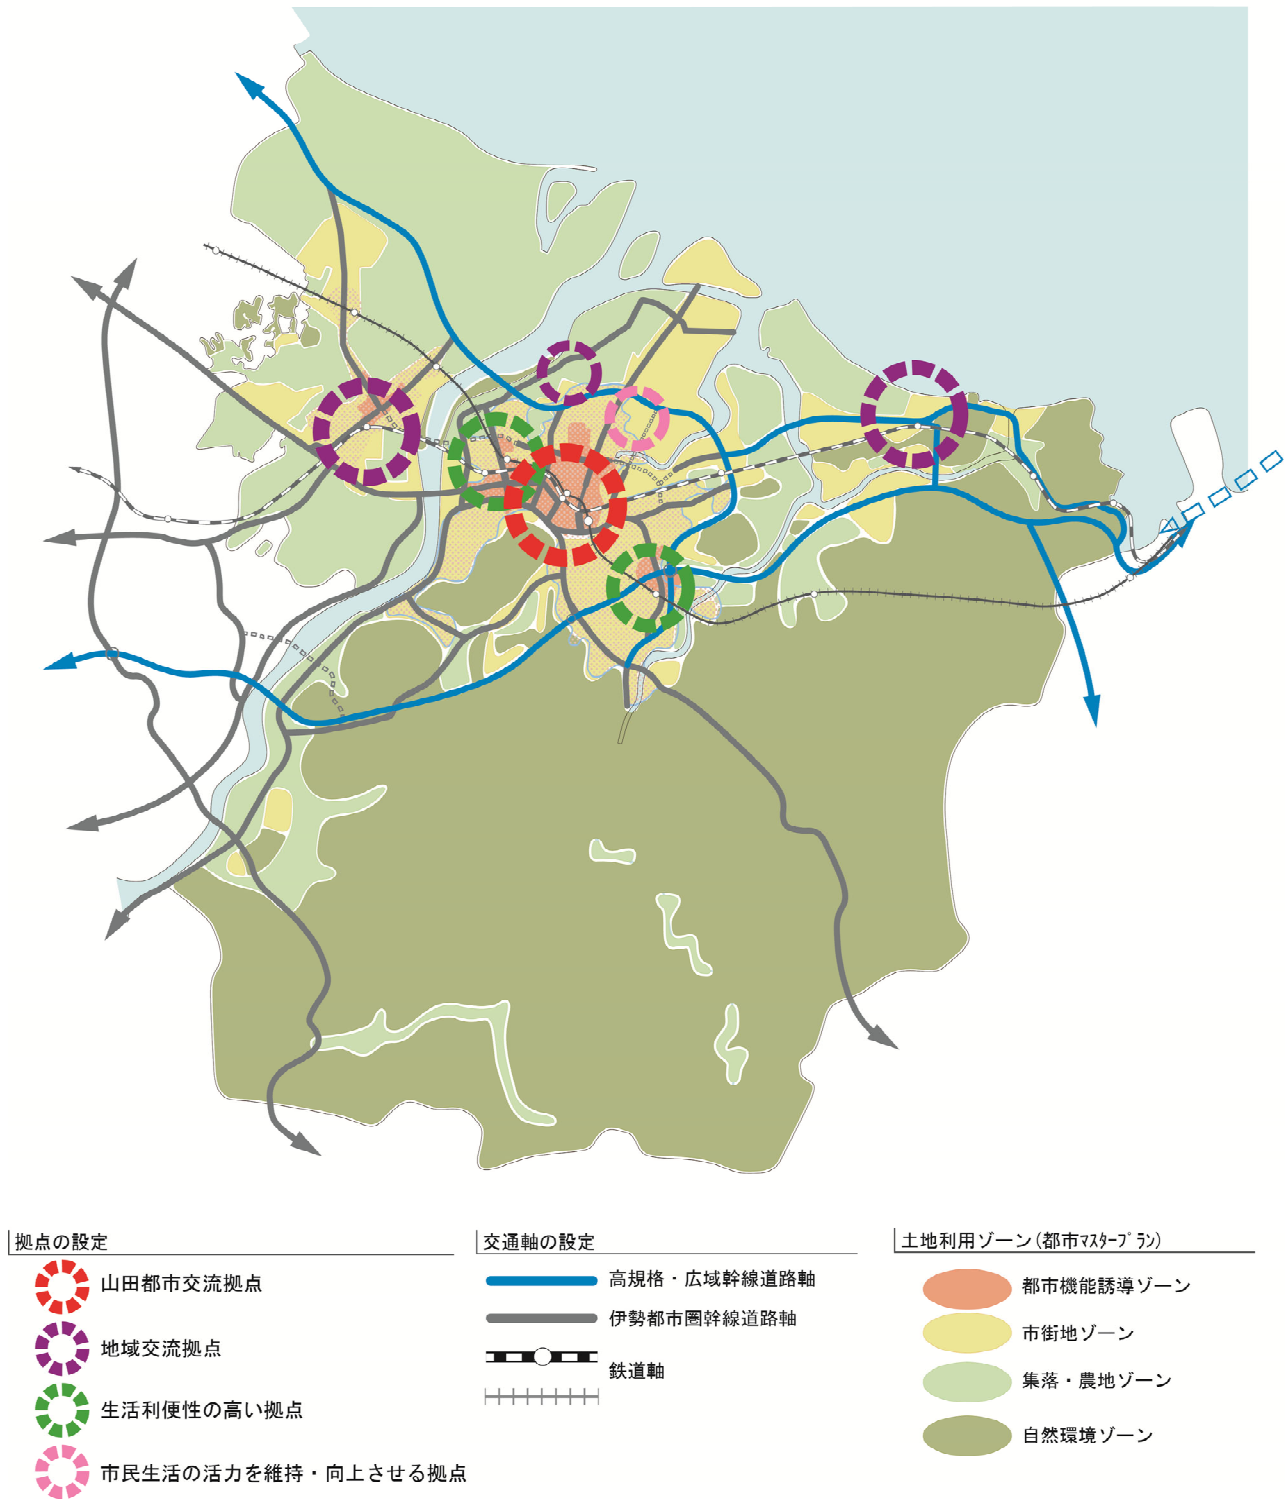 拠点の設定
山田都市交流拠点
地域交流拠点
生活利便性の高い拠点
市民生活の活力を維持・向上させる拠点
交通軸の設定
高規格・広域幹線道路軸
伊勢都市圏幹線道路軸
鉄道軸
土地利用ゾーン(都市ﾏｽﾀｰﾌﾟﾗﾝ)
都市機能誘導ゾーン
市街地ゾーン
集落・農地ゾーン
自然環境ゾーン